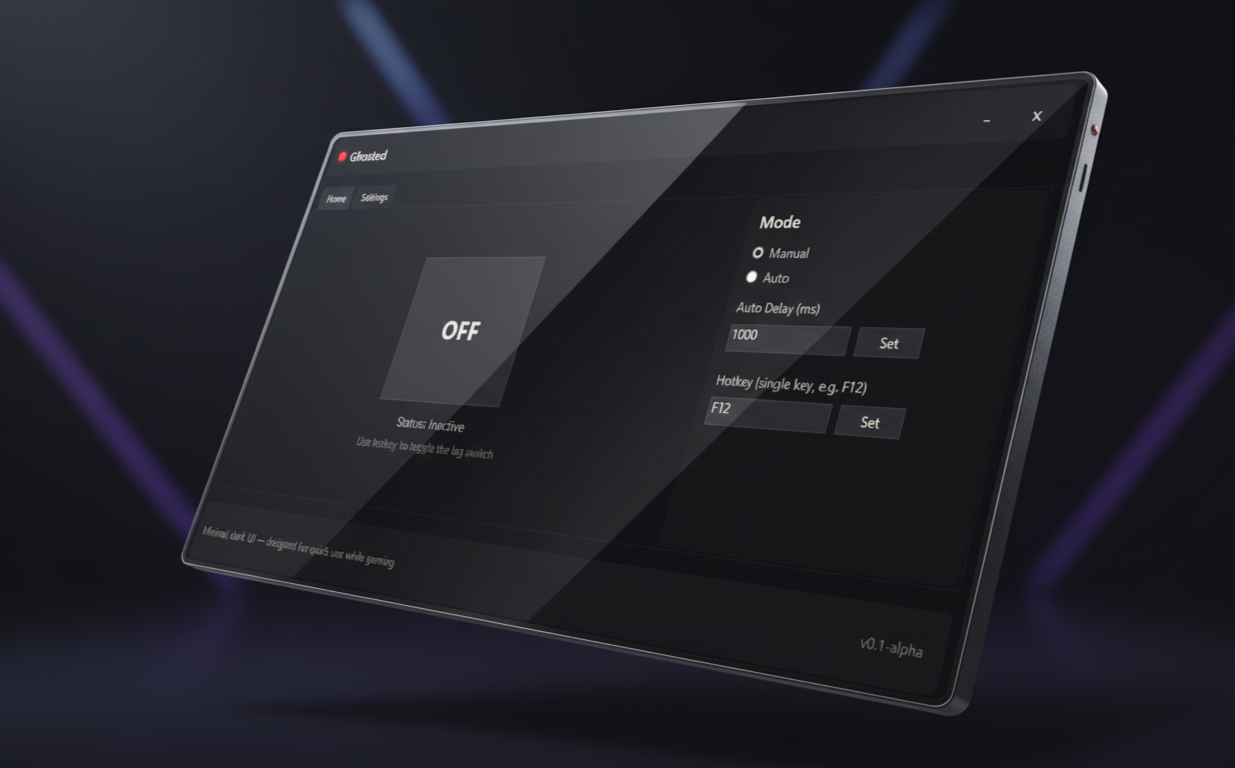 Ghosted
_ X
Home Settings
Mode
Manual
Auto
Auto Delay (ms)
1000 Set
Hotkey (single key, e.g. F12)
F12 Set
OFF
Status: Inactive
Use hotkey to toggle the lag switch
Minimal, dark UI — designed for quick use while gaming
v0.1-alpha